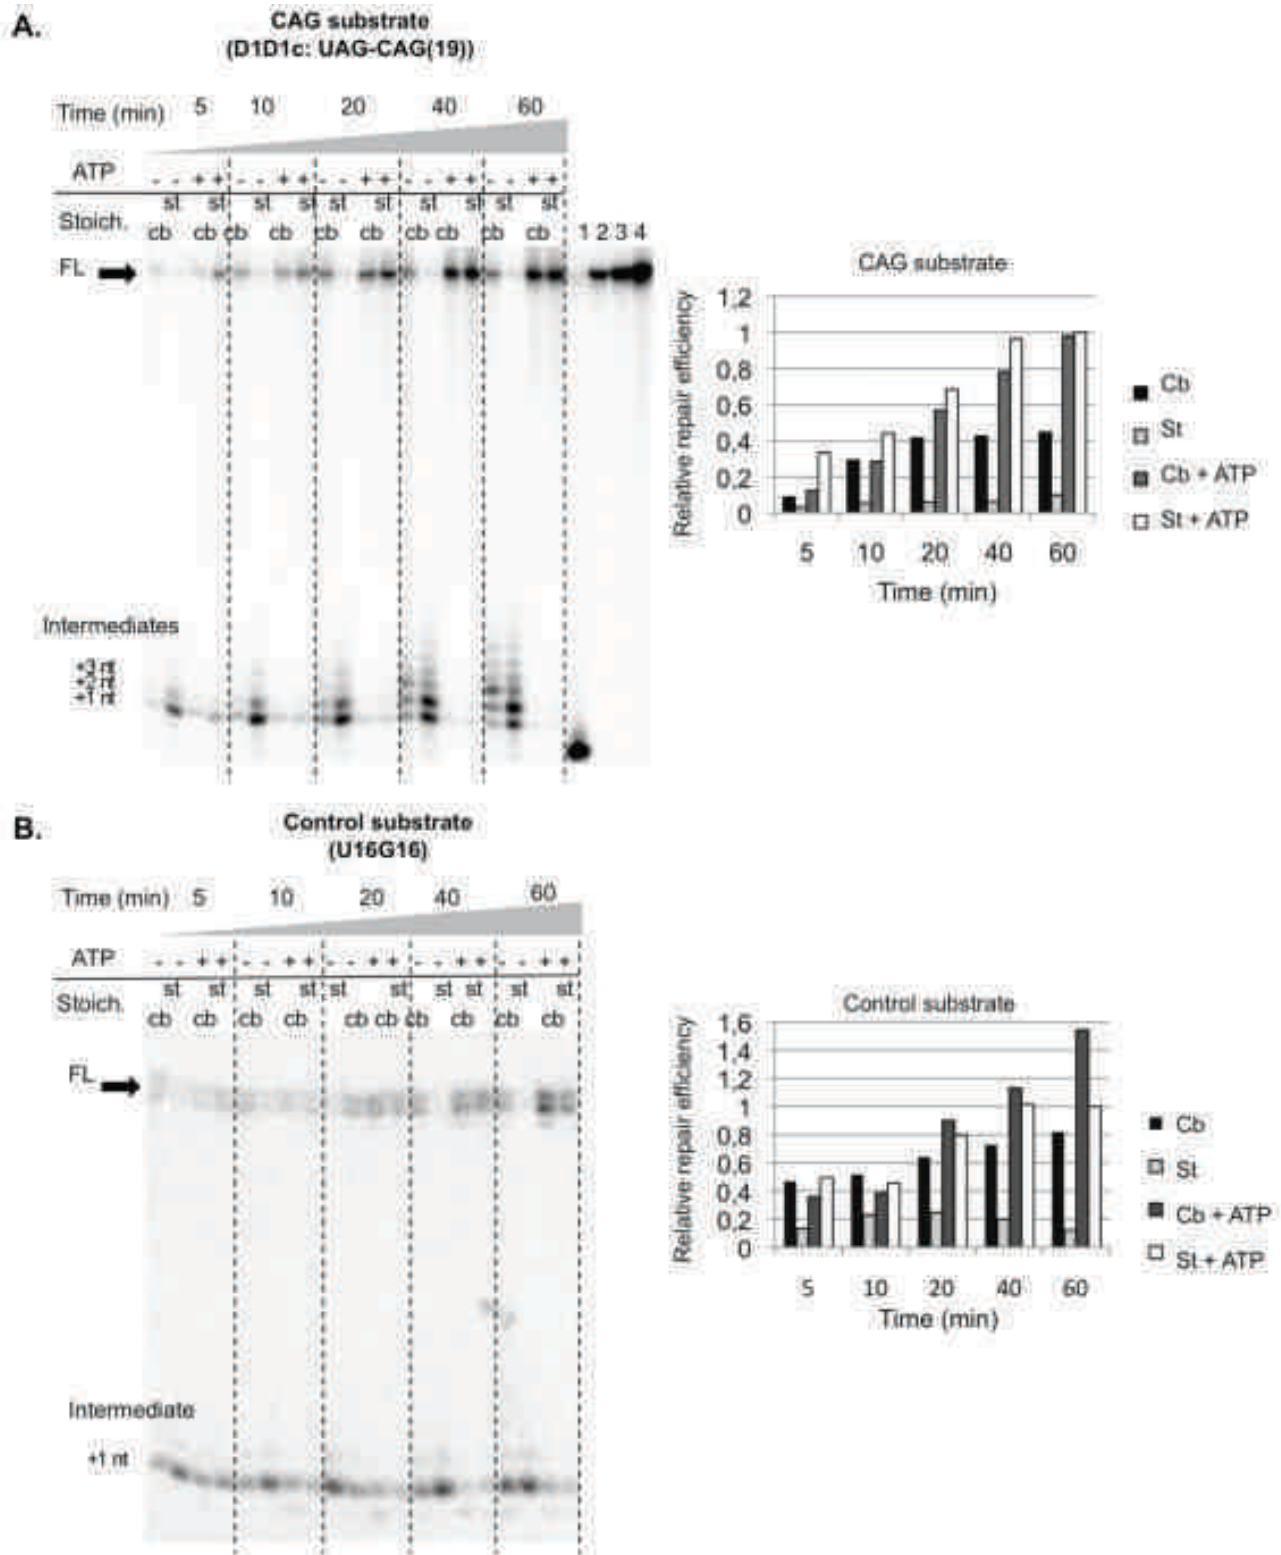 A.
CAG substrate
(D1D1c: UAG-CAG(19))
Time (min) 5 10 20 40 60
ATP - - + + - - + + - - + + - - + + - - + +
st st st st st st st st st st
Stoich.
cb cb cb cb cb cb cb cb cb cb
1 2 3 4
FL
Intermediates
+3 nt
+2 nt
+1 nt
CAG substrate
Relative repair efficiency
1,2
1
0,8
0,6
0,4
0,2
0
5 10 20 40 60
Time (min)
Cb
St
Cb + ATP
St + ATP
B.
Control substrate
(U16G16)
Time (min) 5 10 20 40 60
ATP - - + + - - + + - - + + - - + + - - + +
st st st st st st st st st st
Stoich.
cb cb cb cb cb cb cb cb cb cb
FL
Intermediate
+1 nt
Control substrate
Relative repair efficiency
1,6
1,4
1,2
1
0,8
0,6
0,4
0,2
0
5 10 20 40 60
Time (min)
Cb
St
Cb + ATP
St + ATP